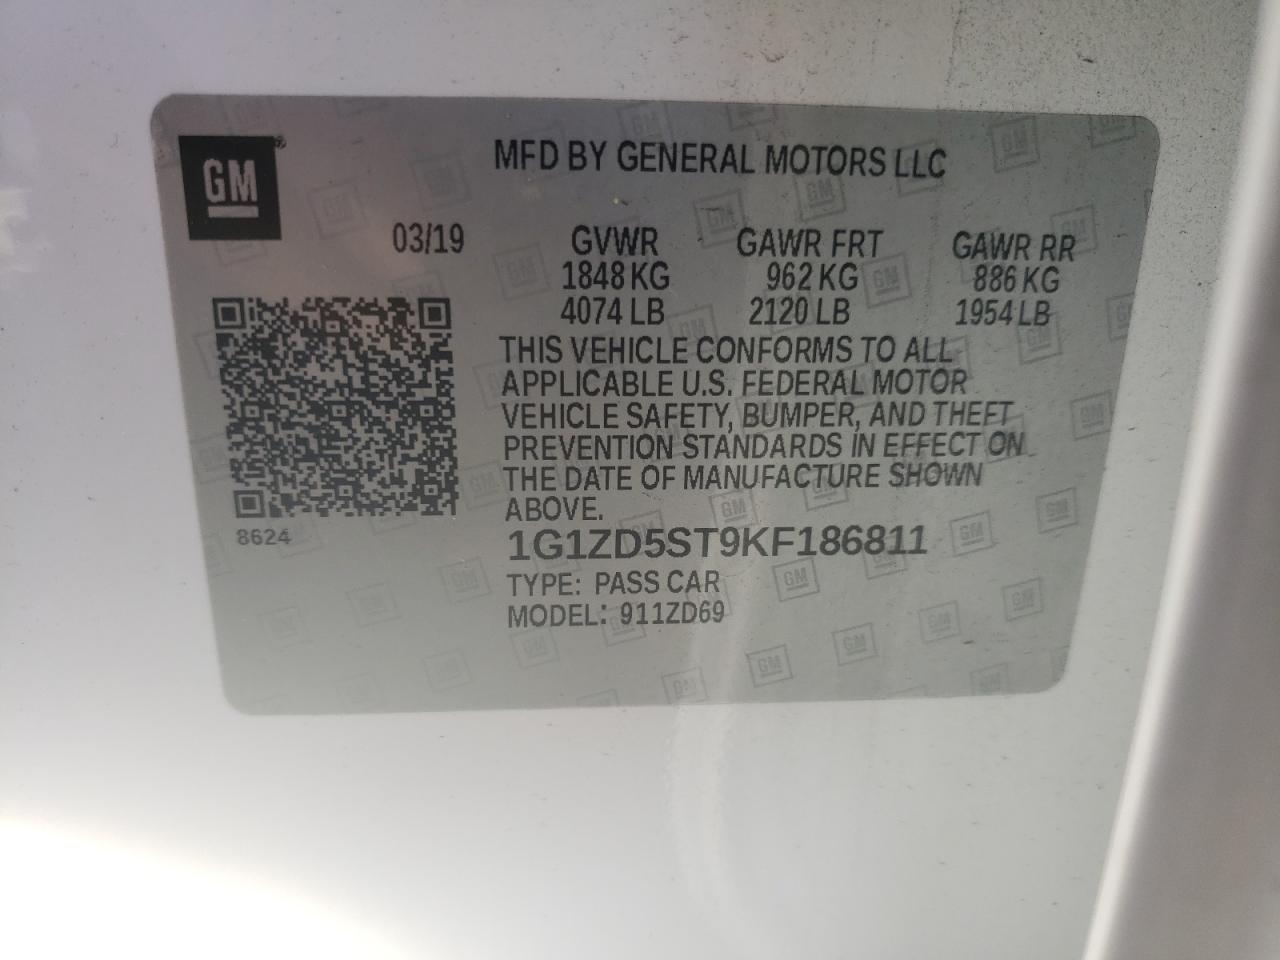 GM
MFD BY GENERAL MOTORS LLC
03/19 GVWR GAWR FRT GAWR RR
1848 KG 962 KG 886 KG
4074 LB 2120 LB 1954 LB
THIS VEHICLE CONFORMS TO ALL
APPLICABLE U.S. FEDERAL MOTOR
VEHICLE SAFETY, BUMPER, AND THEFT
PREVENTION STANDARDS IN EFFECT ON
THE DATE OF MANUFACTURE SHOWN
ABOVE.
8624
1G1ZD5ST9KF186811
TYPE: PASS CAR
MODEL: 911ZD69